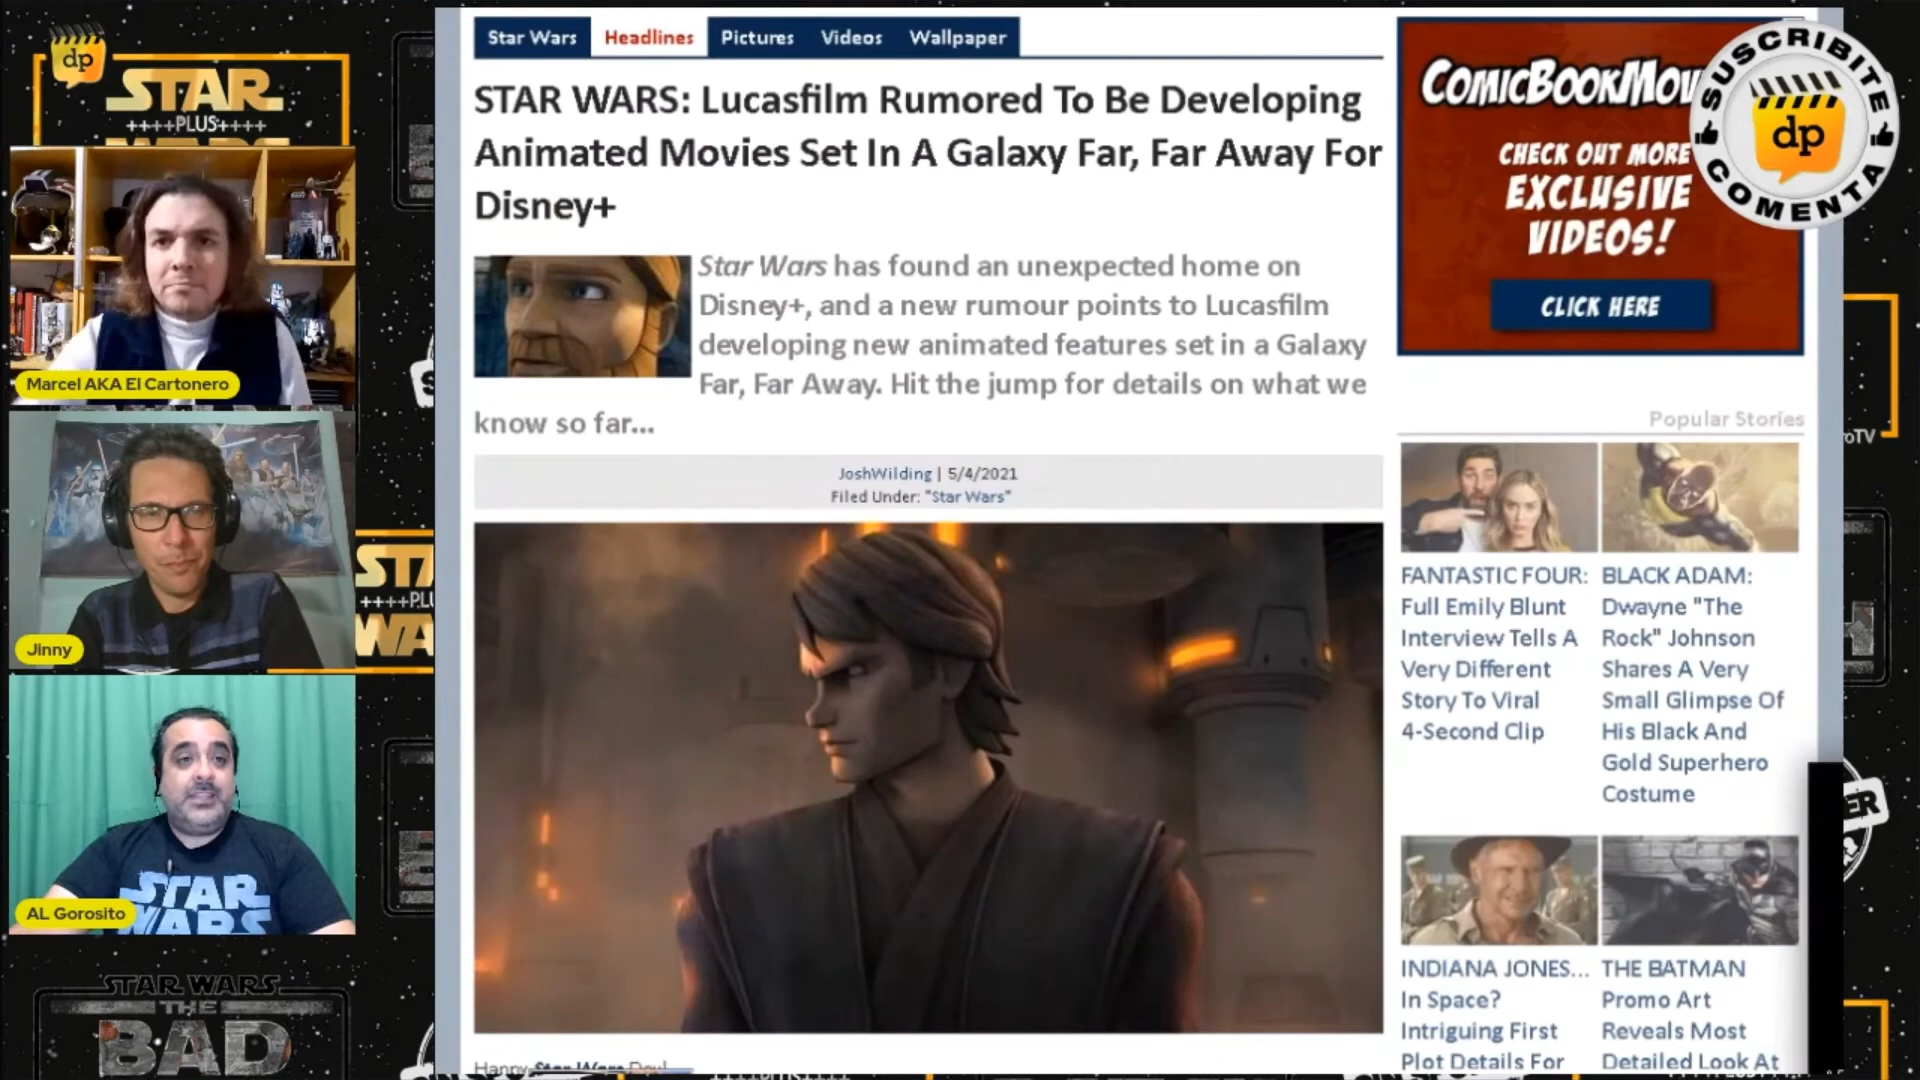 dp
STAR
++++PLUS++++
WARS
Marcel AKA El Cartonero
Jinny
AL Gorosito
STAR WARS
THE
BAD
STAR
WARS
Star Wars
Headlines
Pictures
Videos
Wallpaper
STAR WARS: Lucasfilm Rumored To Be Developing
Animated Movies Set In A Galaxy Far, Far Away For
Disney+
Star Wars has found an unexpected home on
Disney+, and a new rumour points to Lucasfilm
developing new animated features set in a Galaxy
Far, Far Away. Hit the jump for details on what we
know so far...
JoshWilding | 5/4/2021
Filed Under: "Star Wars"
Happy Star Wars Day!
COMICBOOKMOV
CHECK OUT MORE
EXCLUSIVE
VIDEOS!
CLICK HERE
SUSCRIBITE
dp
COMENTA
Popular Stories
FANTASTIC FOUR:
Full Emily Blunt
Interview Tells A
Very Different
Story To Viral
4-Second Clip
BLACK ADAM:
Dwayne "The
Rock" Johnson
Shares A Very
Small Glimpse Of
His Black And
Gold Superhero
Costume
INDIANA JONES...
In Space?
Intriguing First
Plot Details For
THE BATMAN
Promo Art
Reveals Most
Detailed Look At